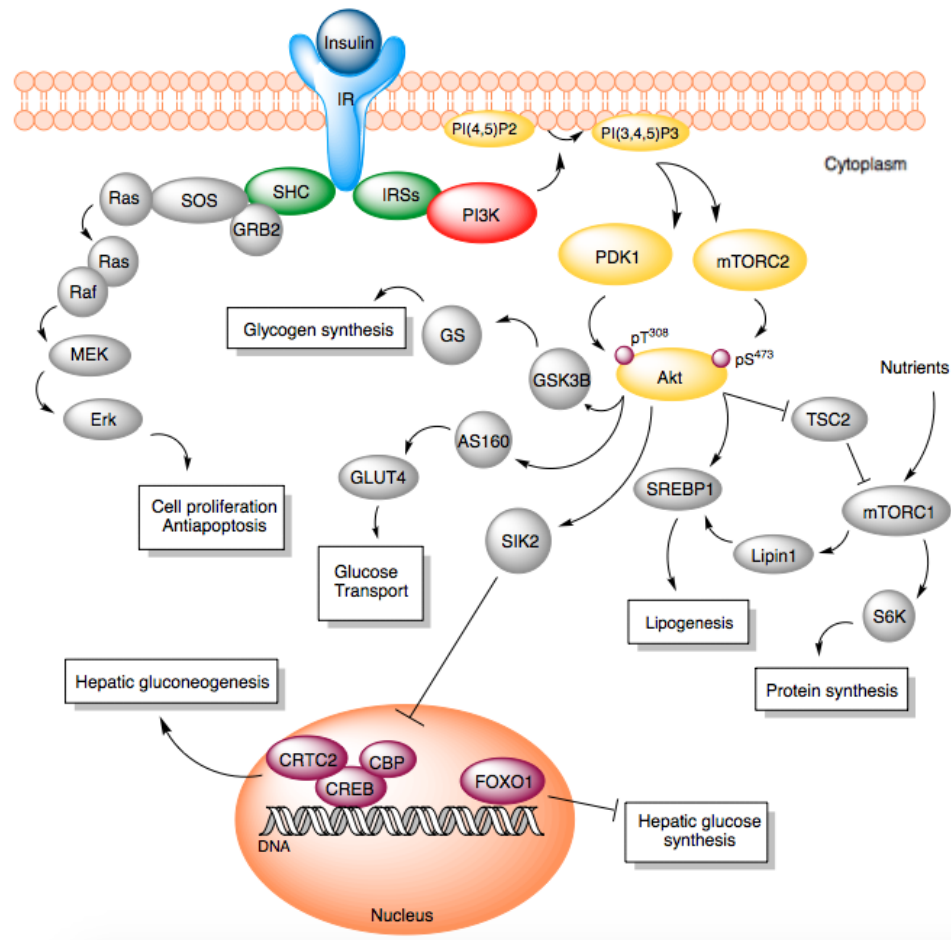 Insulin
IR
PI(4,5)P2
PI(3,4,5)P3
Cytoplasm
Ras
SOS
SHC
GRB2
IRSs
PI3K
PDK1
mTORC2
Ras
Raf
MEK
Erk
Cell proliferation
Antiapoptosis
Glycogen synthesis
GS
GSK3B
pT308
pS473
Akt
Nutrients
TSC2
AS160
GLUT4
Glucose
Transport
SIK2
SREBP1
mTORC1
Lipin1
Lipogenesis
S6K
Protein synthesis
Hepatic gluconeogenesis
CRTC2
CBP
CREB
FOXO1
DNA
Nucleus
Hepatic glucose
synthesis